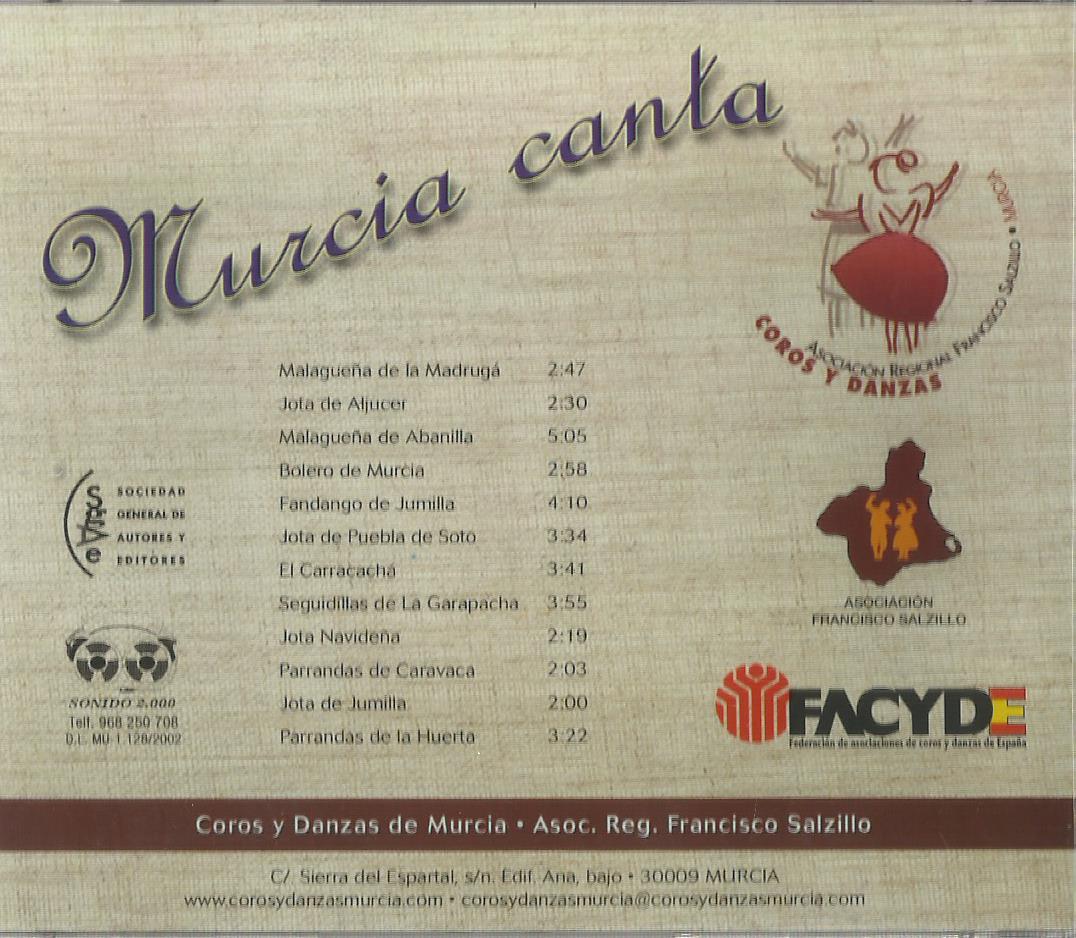 Murcia canta
COROS Y DANZAS
ASOCIACIÓN REGIONAL FRANCISCO SALZILLO • MURCIA
Malagueña de la Madrugá 2:47
Jota de Aljucer 2:30
Malagueña de Abanilla 5:05
Bolero de Murcia 2:58
Fandango de Jumilla 4:10
Jota de Puebla de Soto 3:34
El Carracachá 3:41
Seguidillas de La Garapacha 3:55
Jota Navideña 2:19
Parrandas de Caravaca 2:03
Jota de Jumilla 2:00
Parrandas de la Huerta 3:22
SGAE
SOCIEDAD
GENERAL DE
AUTORES Y
EDITORES
SONIDO 2.000
Telf. 968 250 708
D.L. MU-1.128/2002
ASOCIACIÓN
FRANCISCO SALZILLO
FACYDE
Federación de asociaciones de coros y danzas de España
Coros y Danzas de Murcia • Asoc. Reg. Francisco Salzillo
C/. Sierra del Espartal, s/n. Edif. Ana, bajo • 30009 MURCIA
www.corosydanzasmurcia.com • corosydanzasmurcia@corosydanzasmurcia.com